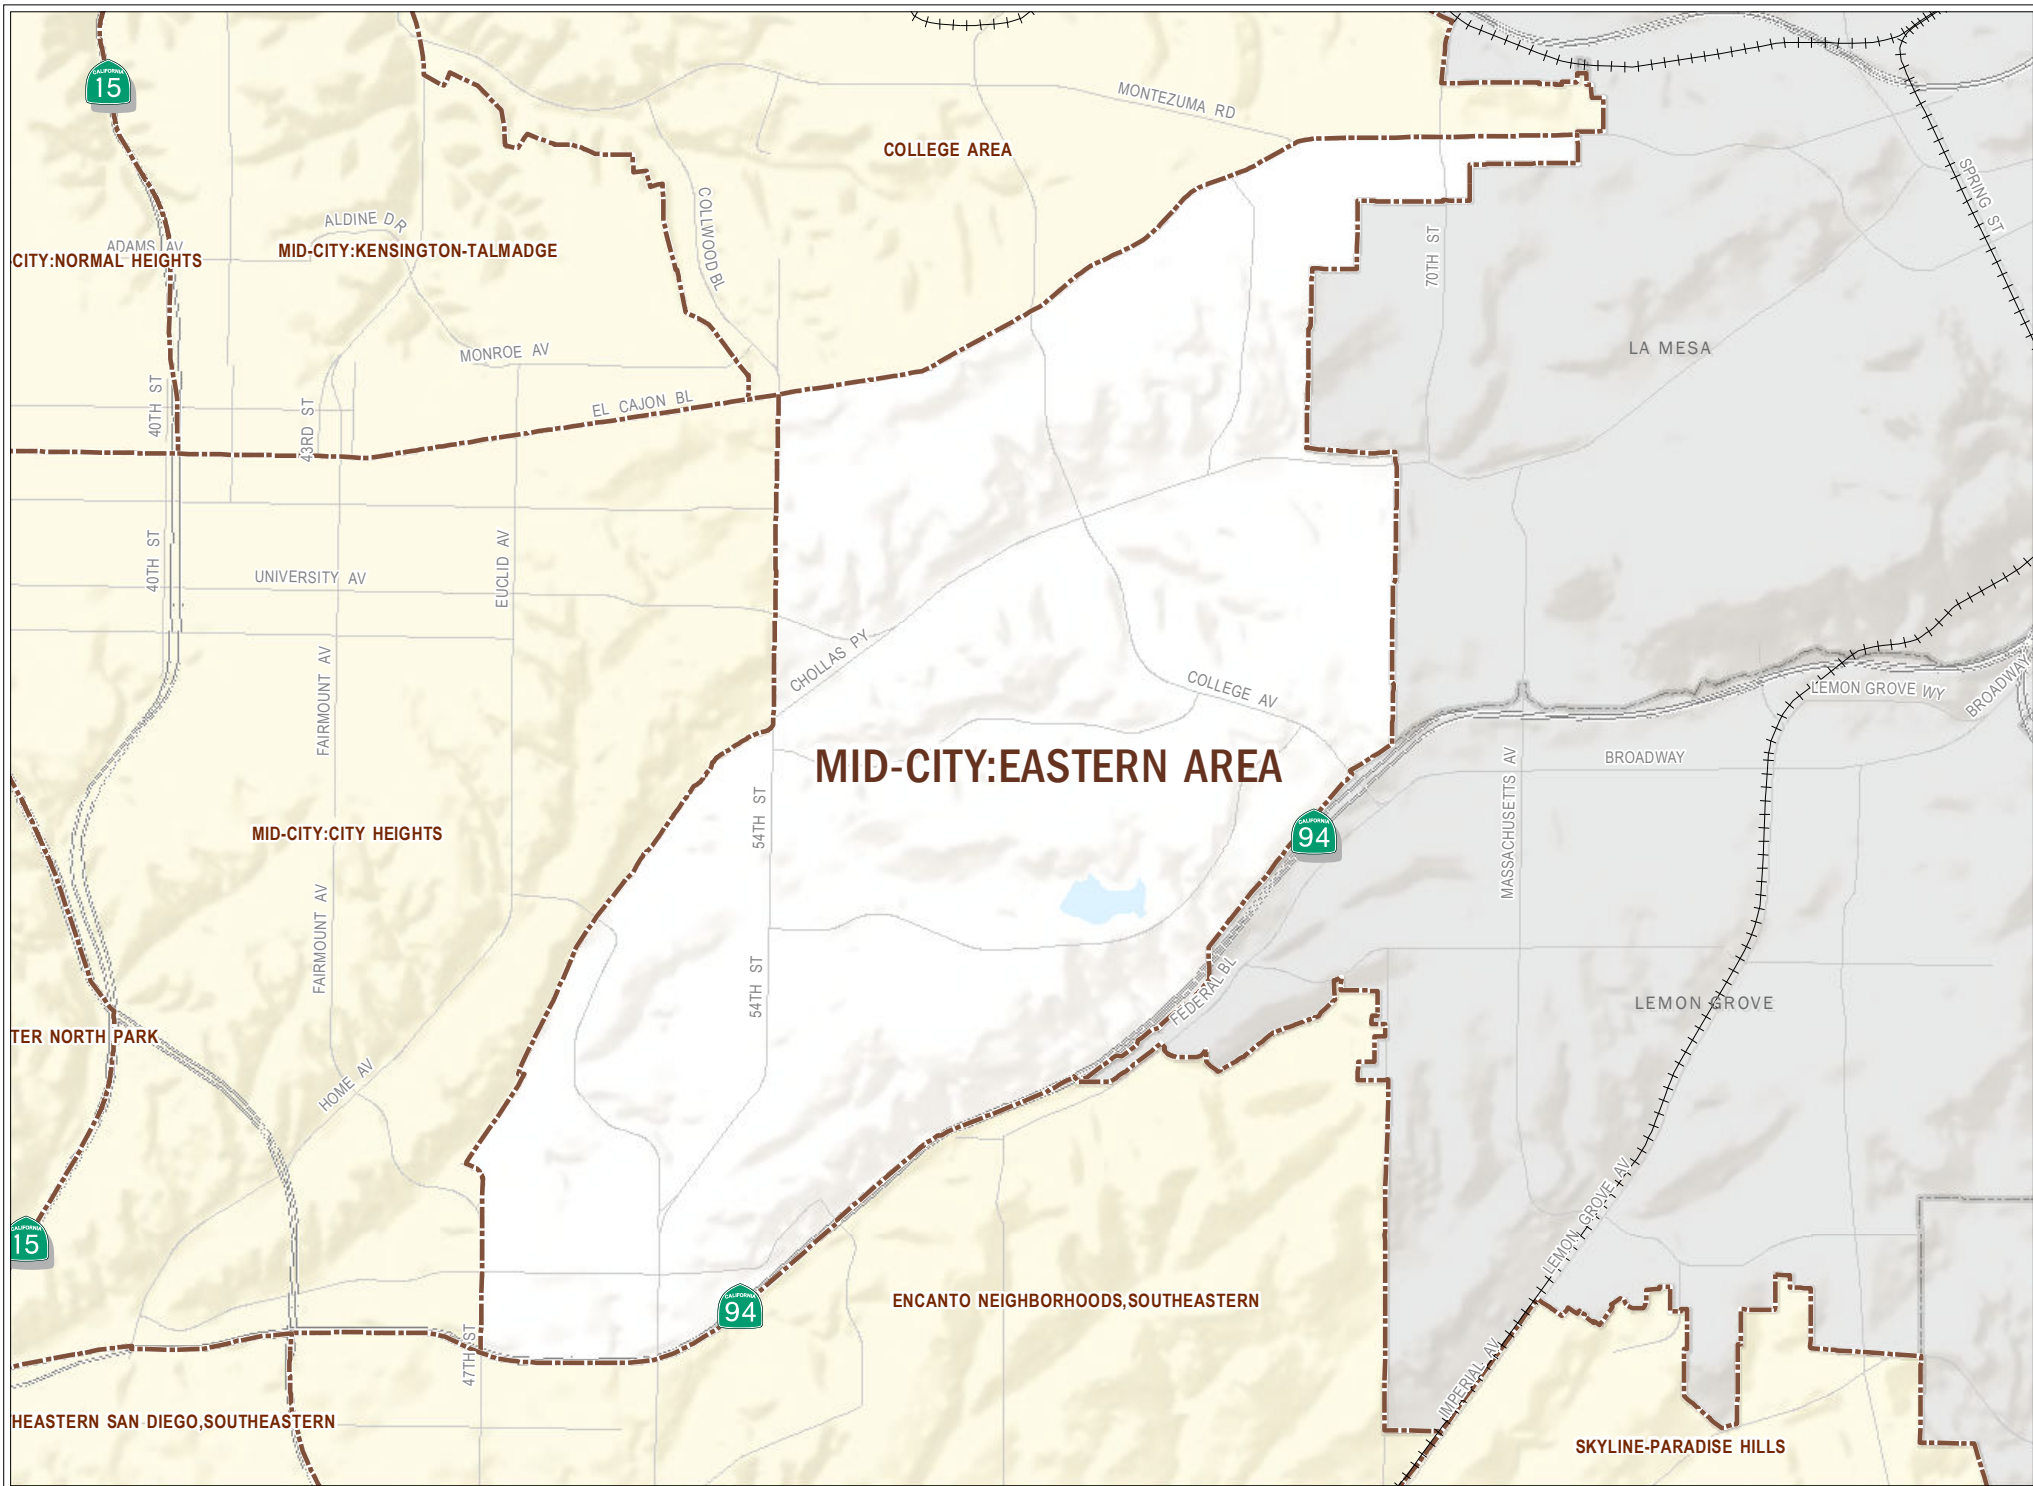 CALIFORNIA
15
MONTEZUMA RD
COLLEGE AREA
SPRING ST
COLLWOOD BL
ALDINE DR
ADAMS AV
MID-CITY:KENSINGTON-TALMADGE
CITY:NORMAL HEIGHTS
70TH ST
LA MESA
MONROE AV
40TH ST
43RD ST
EL CAJON BL
40TH ST
EUCLID AV
UNIVERSITY AV
FAIRMOUNT AV
CHOLLAS PY
COLLEGE AV
LEMON GROVE WY
BROADWAY
BROADWAY
MID-CITY:EASTERN AREA
MASSACHUSETTS AV
54TH ST
MID-CITY:CITY HEIGHTS
CALIFORNIA
94
FAIRMOUNT AV
54TH ST
FEDERAL BL
LEMON GROVE
TER NORTH PARK
HOME AV
LEMON GROVE AV
CALIFORNIA
15
CALIFORNIA
94
ENCANTO NEIGHBORHOODS,SOUTHEASTERN
47TH ST
IMPERIAL AV
HEASTERN SAN DIEGO,SOUTHEASTERN
SKYLINE-PARADISE HILLS